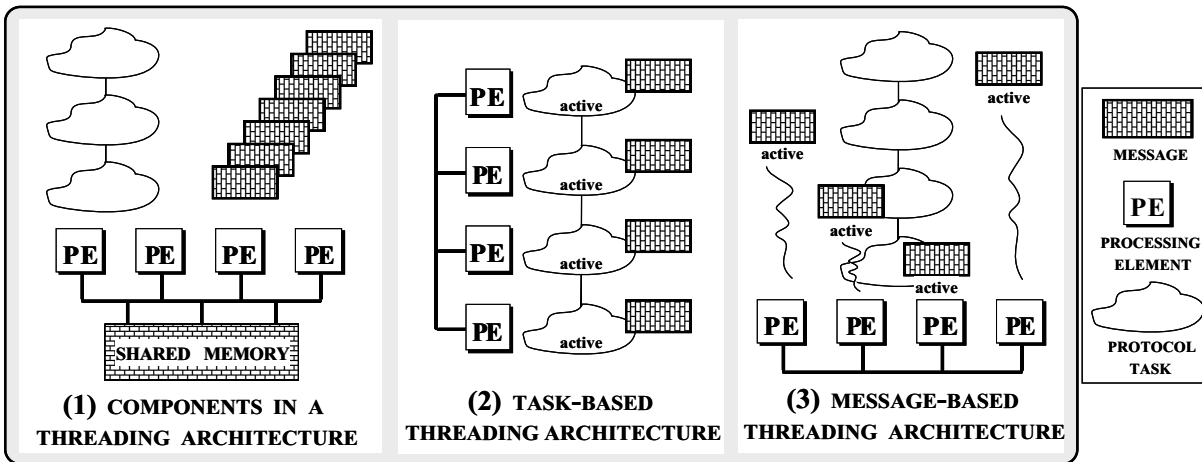 PE PE PE PE
SHARED MEMORY
(1) COMPONENTS IN A
THREADING ARCHITECTURE
PE active
PE active
PE active
PE active
(2) TASK-BASED
THREADING ARCHITECTURE
active
active
active
active
PE PE PE PE
(3) MESSAGE-BASED
THREADING ARCHITECTURE
MESSAGE
PE
PROCESSING
ELEMENT
PROTOCOL
TASK